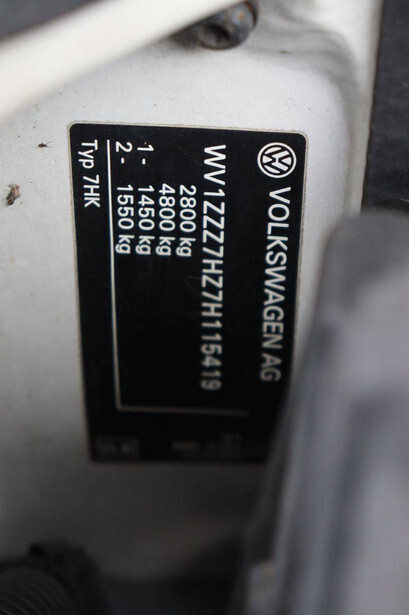 VOLKSWAGEN AG
WV1ZZZ7HZ7H115419
2800 kg
4800 kg
1- 1450 kg
2- 1550 kg
Typ 7HK